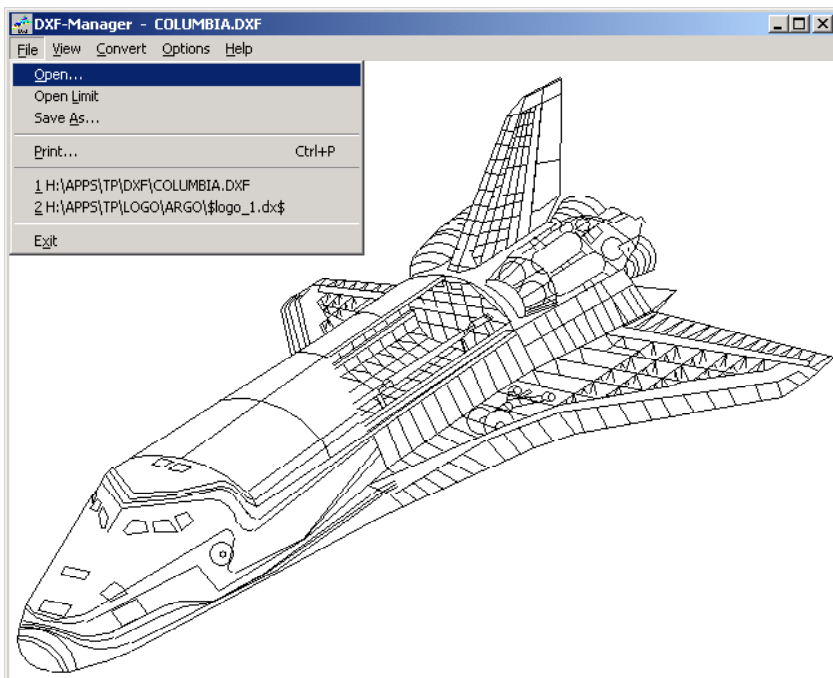 DXF-Manager - COLUMBIA.DXF
File View Convert Options Help
Open...
Open Limit
Save As...
Print... Ctrl+P
1 H:\APPS\TP\DXF\COLUMBIA.DXF
2 H:\APPS\TP\LOGO\ARGO\$logo_1.dx$
Exit